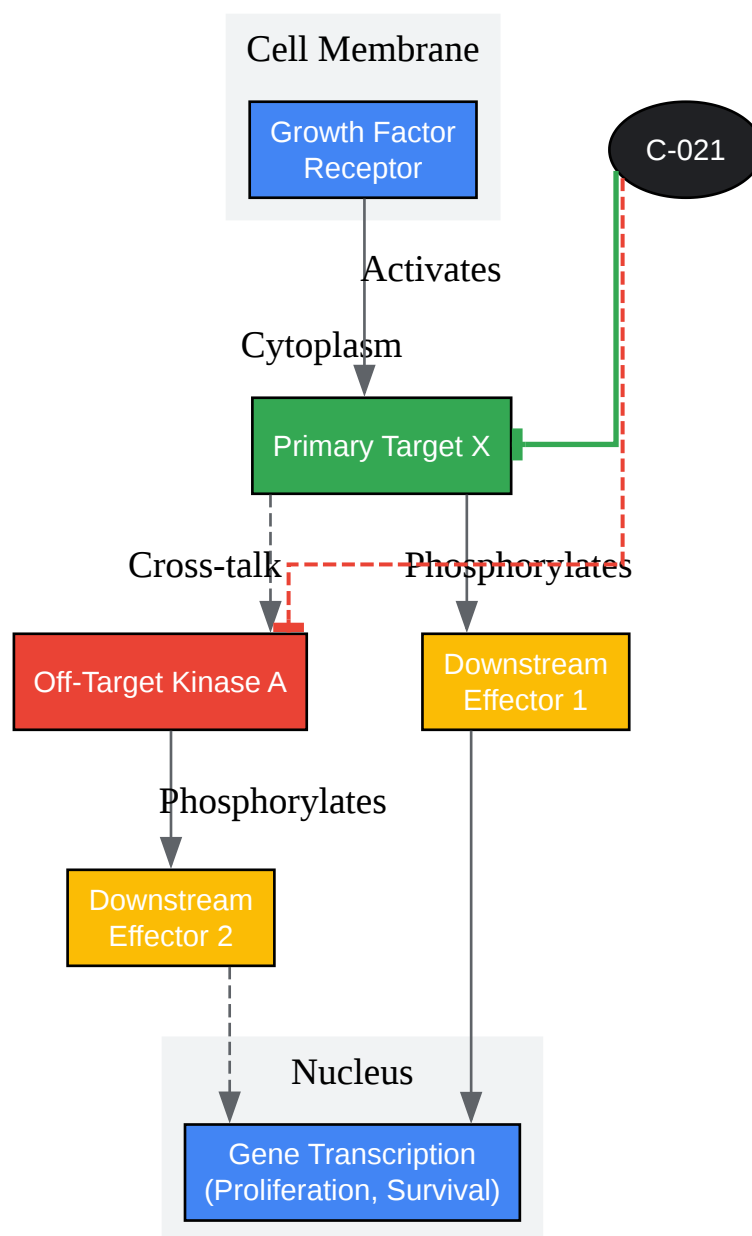 Cell Membrane
Growth Factor
Receptor
C-021
Activates
Cytoplasm
Primary Target X
Cross-talk
Phosphorylates
Off-Target Kinase A
Downstream
Effector 1
Phosphorylates
Downstream
Effector 2
Nucleus
Gene Transcription
(Proliferation, Survival)